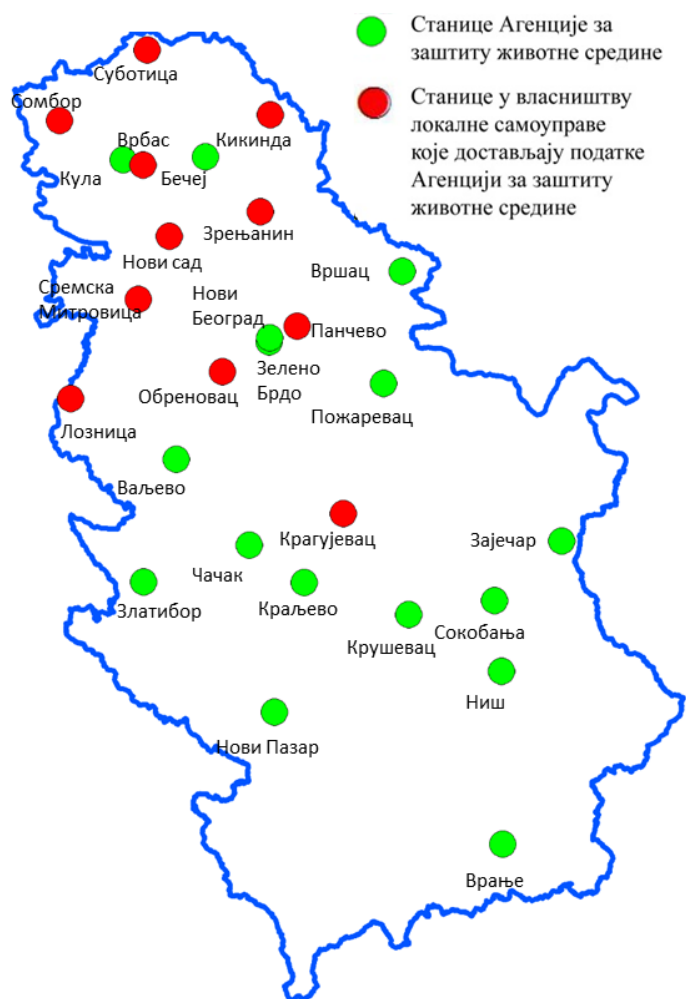 Станице Агенције за
заштиту животне средине
Станице у власништву
локалне самоуправе
које достављају податке
Агенцији за заштиту
животне средине
Суботица
Сомбор
Врбас
Кикинда
Кула
Бечеј
Зрењанин
Нови сад
Вршац
Сремска
Митровица
Нови
Београд
Панчево
Зелено
Брдо
Обреновац
Пожаревац
Лозница
Ваљево
Крагујевац
Зајечар
Чачак
Златибор
Краљево
Сокобања
Крушевац
Ниш
Нови Пазар
Врање